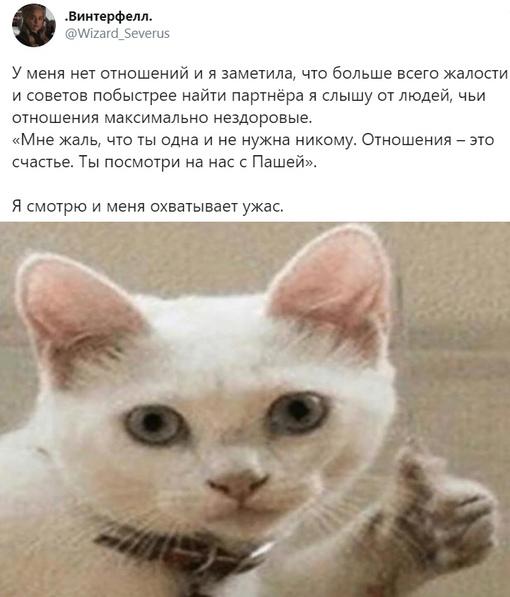 .Винтерфелл.
@Wizard_Severus
У меня нет отношений и я заметила, что больше всего жалости
и советов побыстрее найти партнёра я слышу от людей, чьи
отношения максимально нездоровые.
«Мне жаль, что ты одна и не нужна никому. Отношения – это
счастье. Ты посмотри на нас с Пашей».
Я смотрю и меня охватывает ужас.